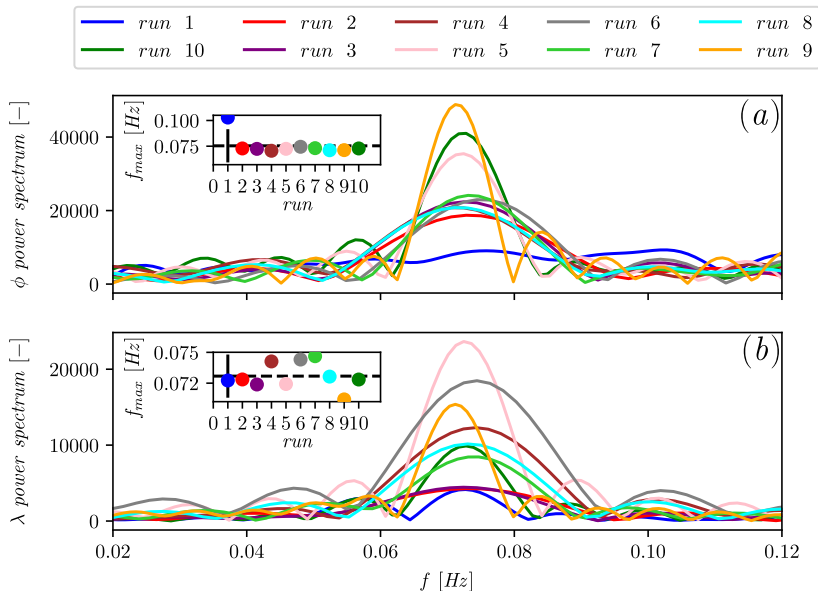 run 1 run 2 run 4 run 6 run 8
run 10 run 3 run 5 run 7 run 9
(a)
ϕ power spectrum [−]
40000
20000
0
f_max [Hz]
0.100
0.075
0 1 2 3 4 5 6 7 8 9 10
run
(b)
λ power spectrum [−]
20000
10000
0
f_max [Hz]
0.075
0.072
0 1 2 3 4 5 6 7 8 9 10
run
0.02 0.04 0.06 0.08 0.10 0.12
f [Hz]